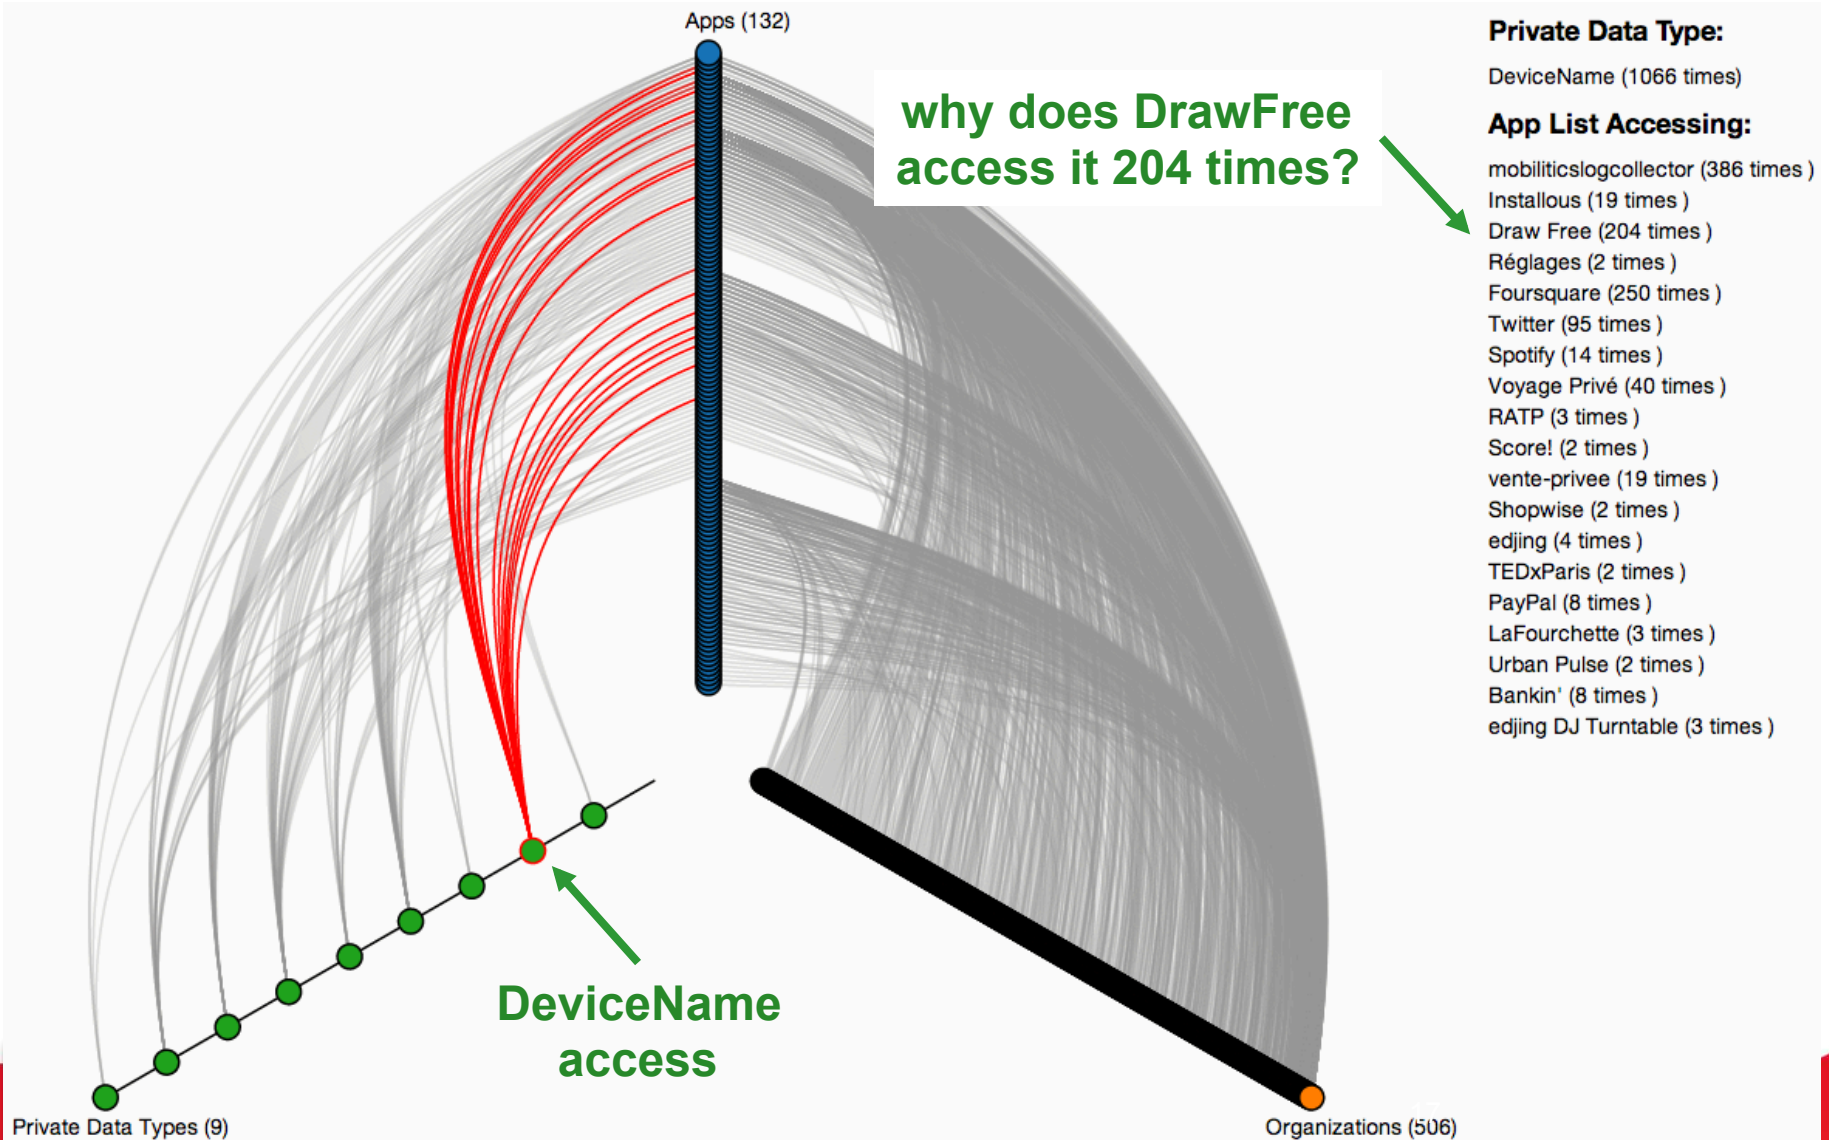 Apps (132)
why does DrawFree
access it 204 times?
Private Data Type:
DeviceName (1066 times)
App List Accessing:
mobiliticslogcollector (386 times )
Installous (19 times )
Draw Free (204 times )
Réglages (2 times )
Foursquare (250 times )
Twitter (95 times )
Spotify (14 times )
Voyage Privé (40 times )
RATP (3 times )
Score! (2 times )
vente-privee (19 times )
Shopwise (2 times )
edjing (4 times )
TEDxParis (2 times )
PayPal (8 times )
LaFourchette (3 times )
Urban Pulse (2 times )
Bankin' (8 times )
edjing DJ Turntable (3 times )
DeviceName
access
Private Data Types (9)
Organizations (506)
17